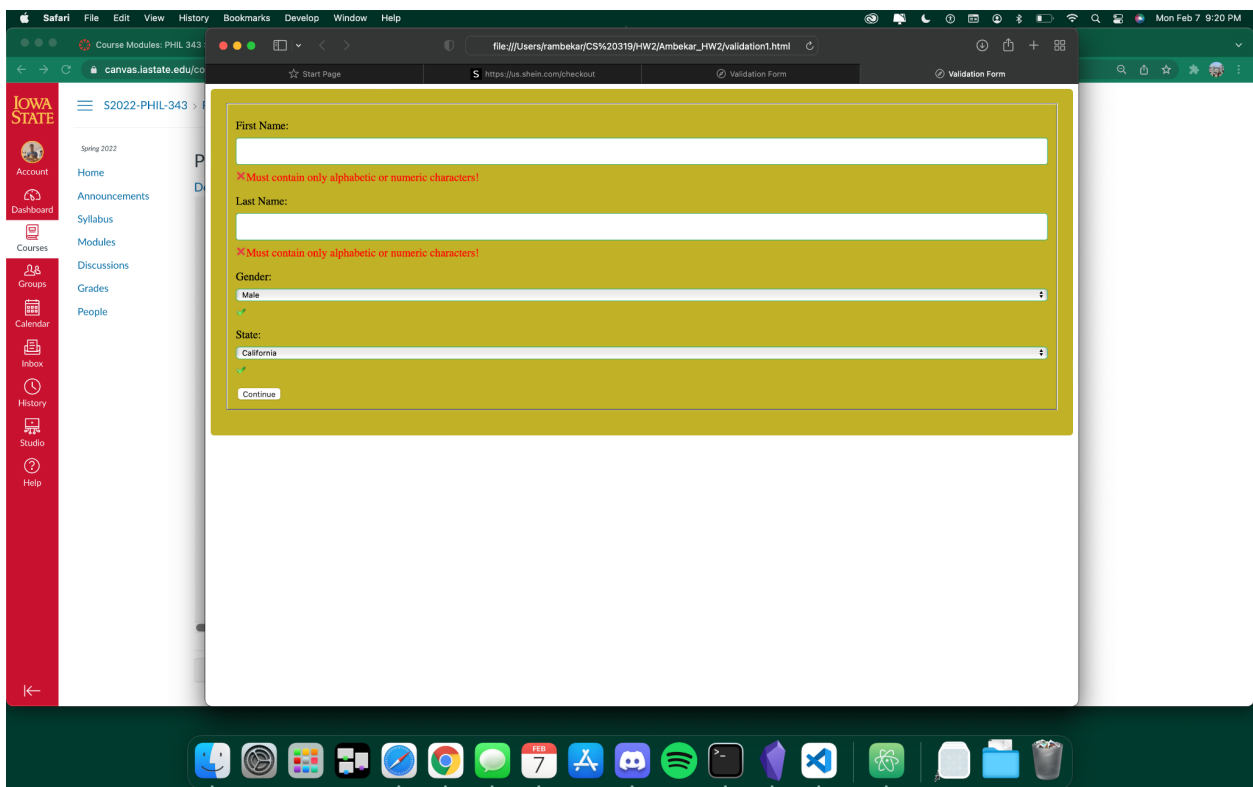 Safari File Edit View History Bookmarks Develop Window Help
Mon Feb 7 9:20 PM
Course Modules: PHIL 343
canvas.iastate.edu/co
file:///Users/rambekar/CS%20319/HW2/Ambekar_HW2/validation1.html
Start Page
S https://us.shein.com/checkout
Validation Form
Validation Form
IOWA
STATE
Account
Dashboard
Courses
Groups
Calendar
Inbox
History
Studio
Help
S2022-PHIL-343
Spring 2022
Home
Announcements
Syllabus
Modules
Discussions
Grades
People
First Name:
Must contain only alphabetic or numeric characters!
Last Name:
Must contain only alphabetic or numeric characters!
Gender:
Male
State:
California
Continue
FEB
7